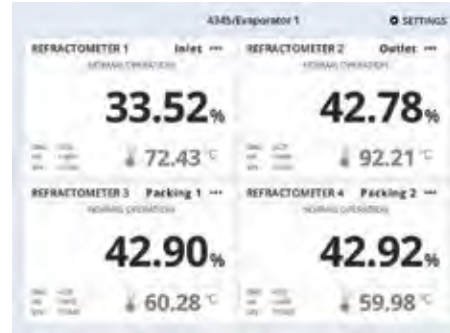 4345/Evaporator 1 SETTINGS
REFRACTOMETER 1 Inlet ···
NORMAL OPERATION
33.52%
72.43 °C
REFRACTOMETER 2 Outlet ···
NORMAL OPERATION
42.78%
92.21 °C
REFRACTOMETER 3 Packing 1 ···
NORMAL OPERATION
42.90%
60.28 °C
REFRACTOMETER 4 Packing 2 ···
NORMAL OPERATION
42.92%
59.98 °C